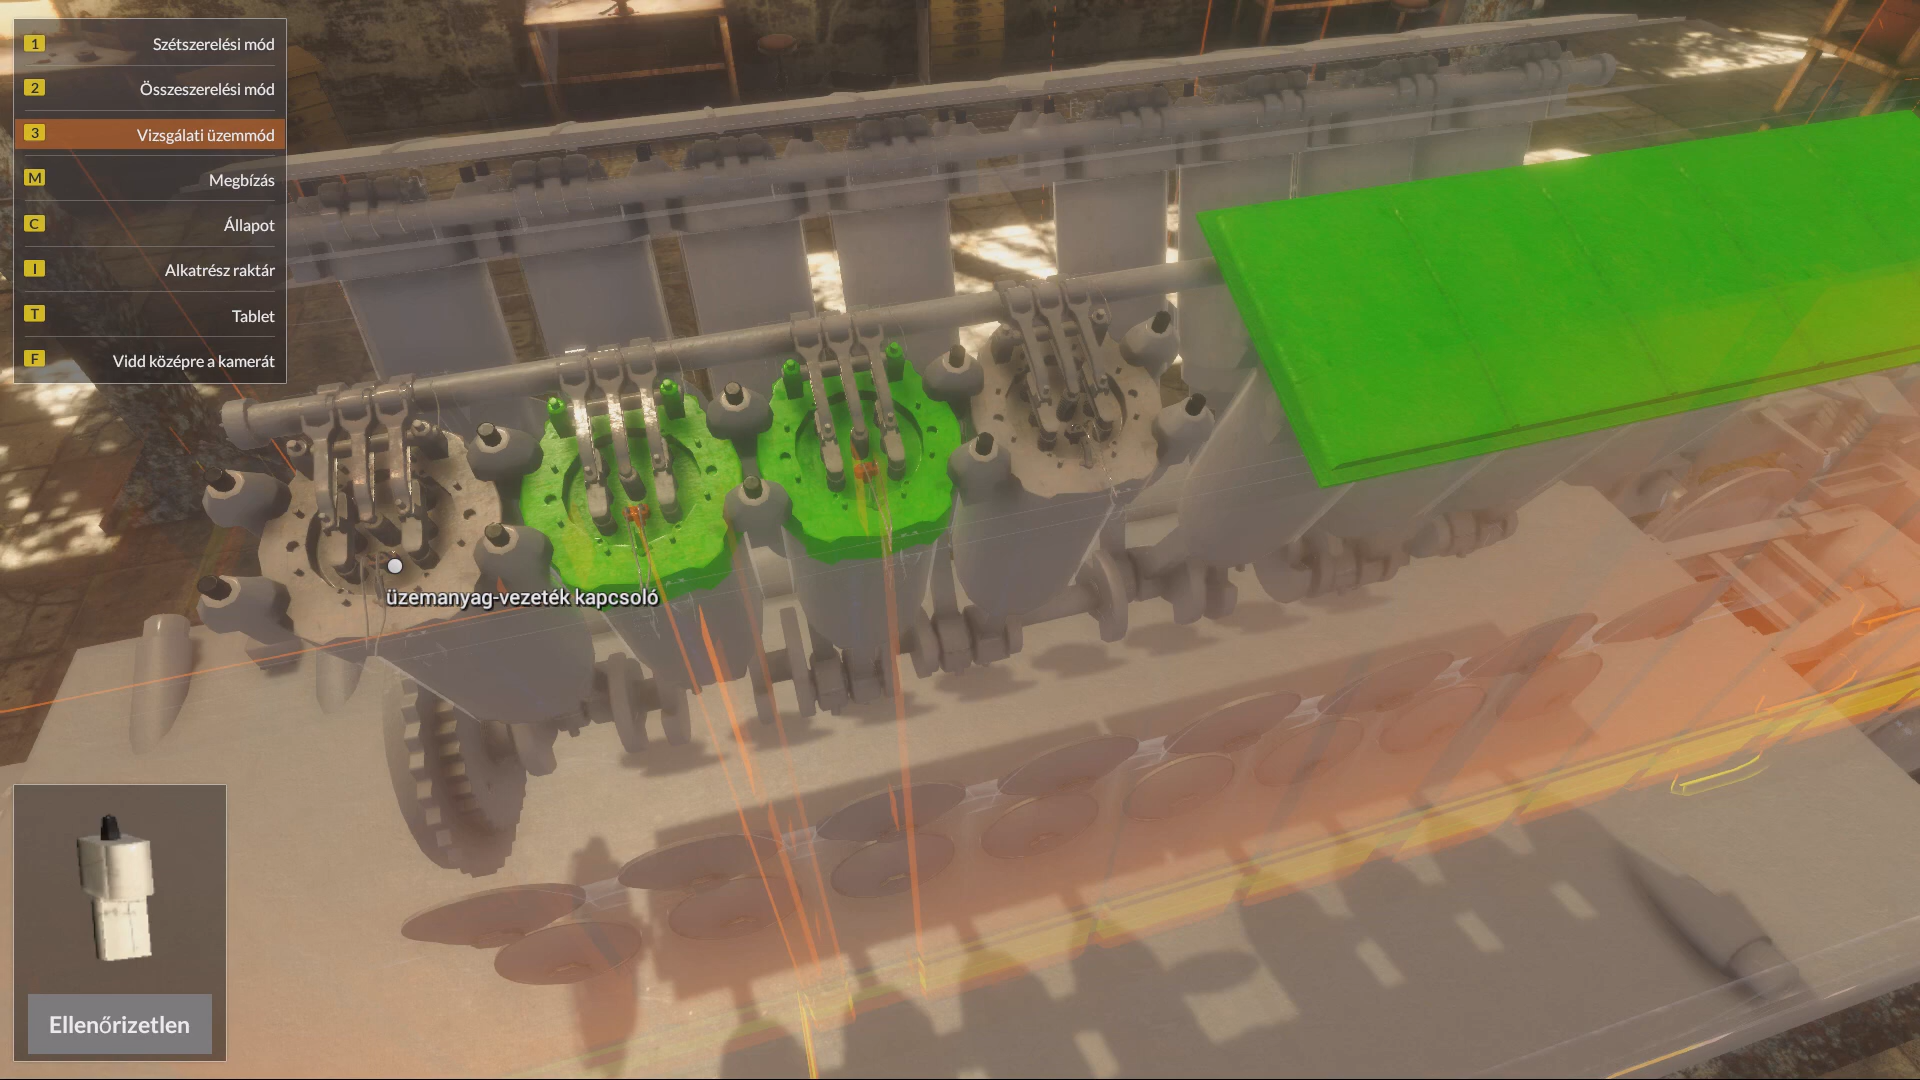 1 Szétszerelési mód
2 Összeszerelési mód
3 Vizsgálati üzemmód
M Megbízás
C Állapot
I Alkatrész raktár
T Tablet
F Vidd középre a kamerát
üzemanyag-vezeték kapcsoló
Ellenőrizetlen